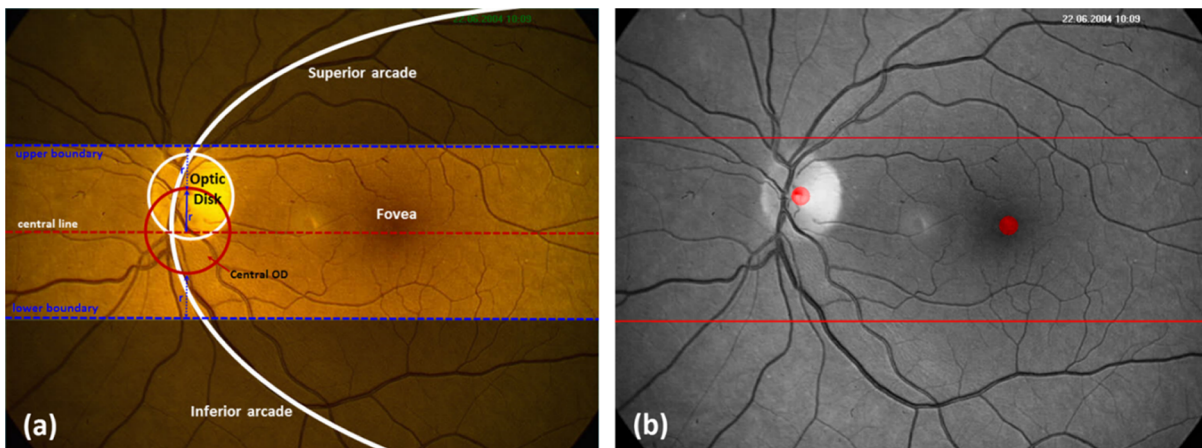 22.06.2004 10:09
Superior arcade
upper boundary
r
Optic
Disk
r
Fovea
central line
Central OD
r
lower boundary
Inferior arcade
(a)
22.06.2004 10:09
(b)